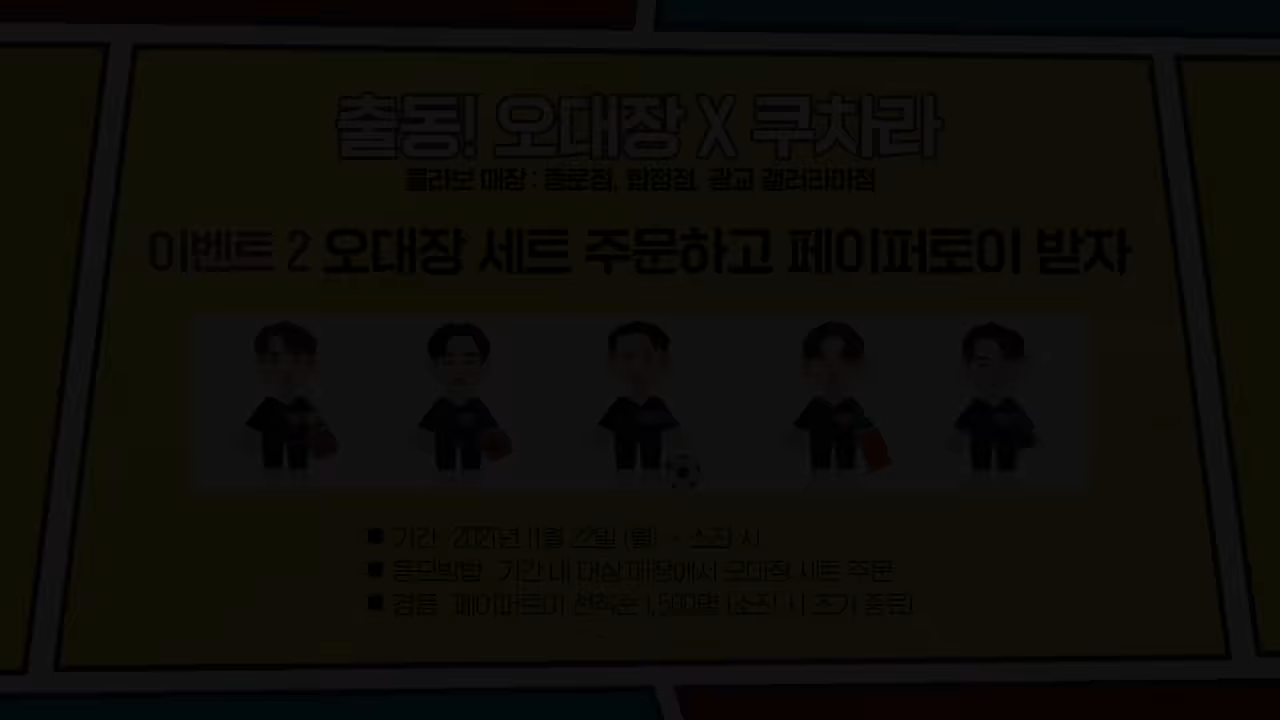 출동! 오대장 X 쿠차라
콜라보 매장 : 종로점, 합정점, 광교 갤러리아점
이벤트 2 오대장 세트 주문하고 페이퍼토이 받자
■ 기간 : 2021년 11월 22일 (월) ~ 소진 시
■ 응모방법 : 기간 내 대상 매장에서 오대장 세트 주문
■ 경품 : 페이퍼토이 선착순 1,500명 (소진 시 조기 종료)